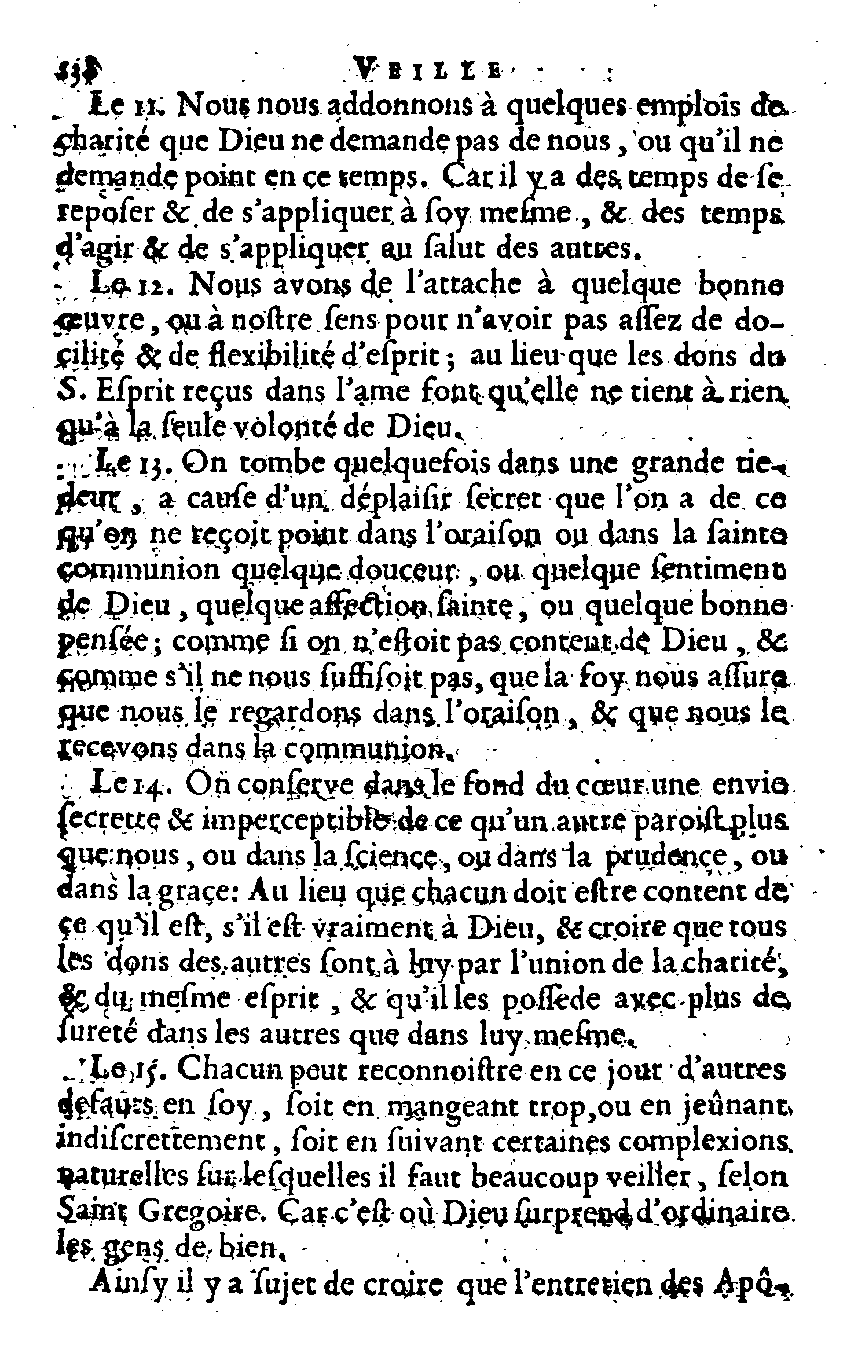 238 VEILLE
Le 11. Nous nous addonnons à quelques emplois de
charité que Dieu ne demande pas de nous, ou qu'il ne
demande point en ce temps. Car il y a des temps de se
reposer & de s'appliquer à ſoy meſme, & des temps
d'agir & de s'appliquer au ſalut des autres.
Le 12. Nous avons de l'attache à quelque bonne
œuvre, ou à noſtre ſens pour n'avoir pas aſſez de do-
cilité & de flexibilité d'eſprit; au lieu que les dons du
S. Eſprit reçus dans l'ame font qu'elle ne tient à rien
qu'à la ſeule volonté de Dieu.
Le 13. On tombe quelquefois dans une grande tie-
deur, a cauſe d'un déplaiſir ſecret que l'on a de ce
qu'on ne reçoit point dans l'oraiſon ou dans la ſainte
communion quelque douceur, ou quelque ſentiment
de Dieu, quelque affection ſainte, ou quelque bonne
penſée; comme ſi on n'eſtoit pas content de Dieu, &
comme s'il ne nous ſuffiſoit pas, que la foy nous aſſure
que nous le regardons dans l'oraiſon, & que nous le
recevons dans la communion.
Le 14. On conſerve dans le fond du cœur une envie
ſecrette & imperceptible de ce qu'un autre paroiſt plus
que nous, ou dans la ſcience, ou dans la prudence, ou
dans la grace: Au lieu que chacun doit eſtre content de
ce qu'il eſt, s'il eſt vraiment à Dieu, & croire que tous
les dons des autres ſont à luy par l'union de la charité,
& du meſme eſprit, & qu'il les poſſede avec plus de
ſureté dans les autres que dans luy meſme.
Le 15. Chacun peut reconnoiſtre en ce jour d'autres
defauts en ſoy, ſoit en mangeant trop, ou en jeûnant
indiſcrettement, ſoit en ſuivant certaines complexions
naturelles ſur leſquelles il faut beaucoup veiller, ſelon
Saint Gregoire. Car c'eſt où Dieu ſurprend d'ordinaire
les gens de bien.
Ainſy il y a ſujet de croire que l'entretien des Apô-